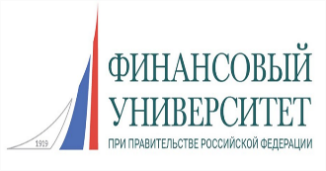 ФИНАНСОВЫЙ
УНИВЕРСИТЕТ
ПРИ ПРАВИТЕЛЬСТВЕ РОССИЙСКОЙ ФЕДЕРАЦИИ
1919